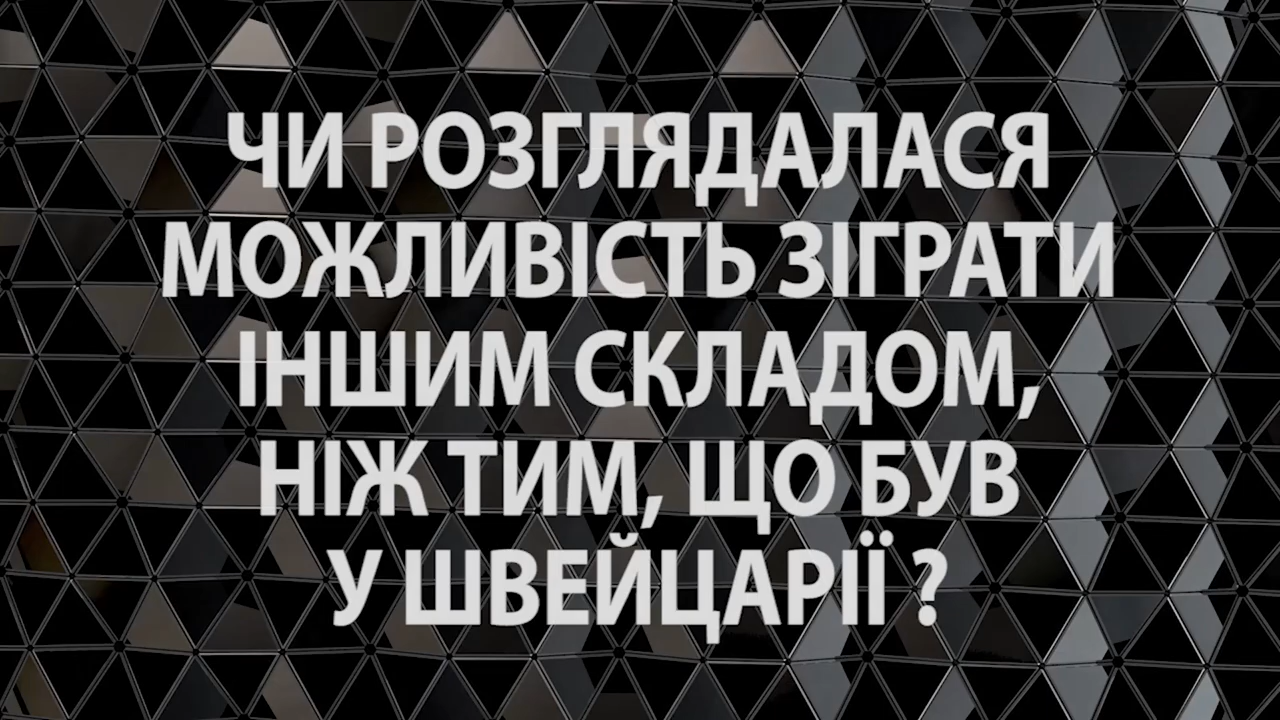 ЧИ РОЗГЛЯДАЛАСЯ
МОЖЛИВІСТЬ ЗІГРАТИ
ІНШИМ СКЛАДОМ,
НІЖ ТИМ, ЩО БУВ
У ШВЕЙЦАРІЇ ?